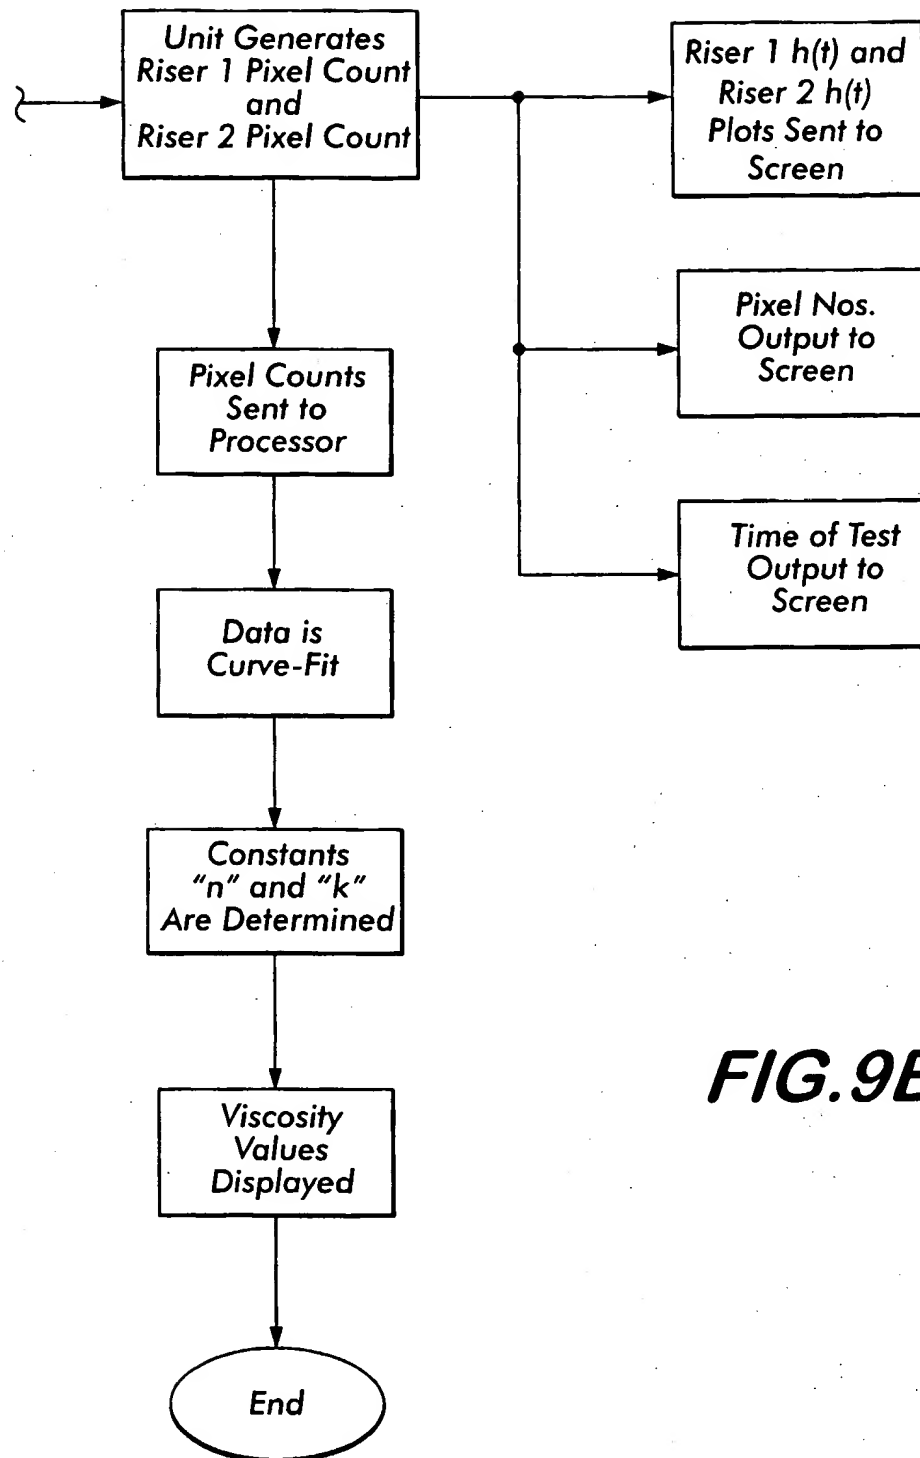 Unit Generates
Riser 1 Pixel Count
and
Riser 2 Pixel Count
Riser 1 h(t) and
Riser 2 h(t)
Plots Sent to
Screen
Pixel Nos.
Output to
Screen
Pixel Counts
Sent to
Processor
Time of Test
Output to
Screen
Data is
Curve-Fit
Constants
"n" and "k"
Are Determined
Viscosity
Values
Displayed
End
FIG.9B